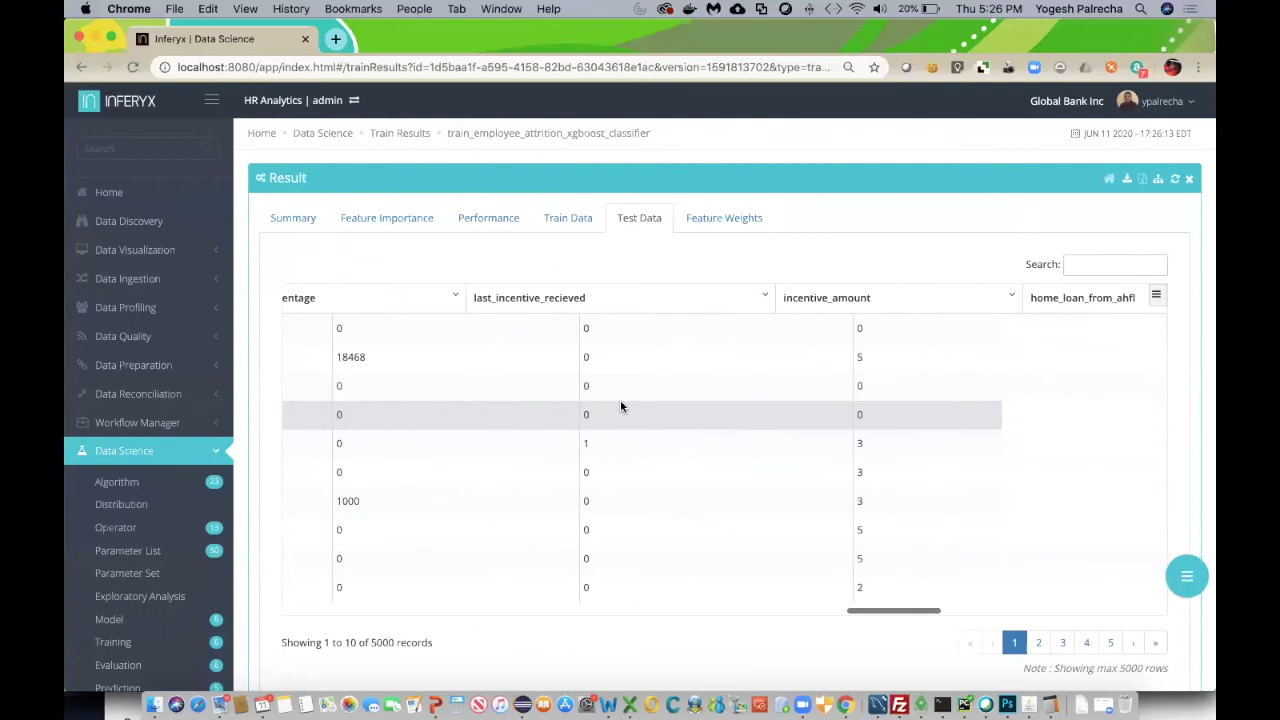 Chrome File Edit View History Bookmarks People Tab Window Help 20% Thu 5:26 PM Yogesh Palrecha
Inferyx | Data Science
localhost:8080/app/index.html#/trainResults?id=1d5baa1f-a595-4158-82bd-63043618e1ac&version=1591813702&type=tra...
INFERYX HR Analytics | admin Global Bank Inc ypalrecha
Search Home Data Science Train Results train_employee_attrition_xgboost_classifier JUN 11 2020 - 17:26:13 EDT
Result
Home
Data Discovery
Data Visualization
Data Ingestion
Data Profiling
Data Quality
Data Preparation
Data Reconciliation
Workflow Manager
Data Science
Algorithm 23
Distribution
Operator 13
Parameter List 50
Parameter Set
Exploratory Analysis
Model 6
Training 6
Evaluation 6
Prediction 5
Summary Feature Importance Performance Train Data Test Data Feature Weights
Search:
entage last_incentive_recieved incentive_amount home_loan_from_ahfl
0 0 0
18468 0 5
0 0 0
0 0 0
0 1 3
0 0 3
1000 0 3
0 0 5
0 0 5
0 0 2
Showing 1 to 10 of 5000 records « ‹ 1 2 3 4 5 › »
Note : Showing max 5000 rows